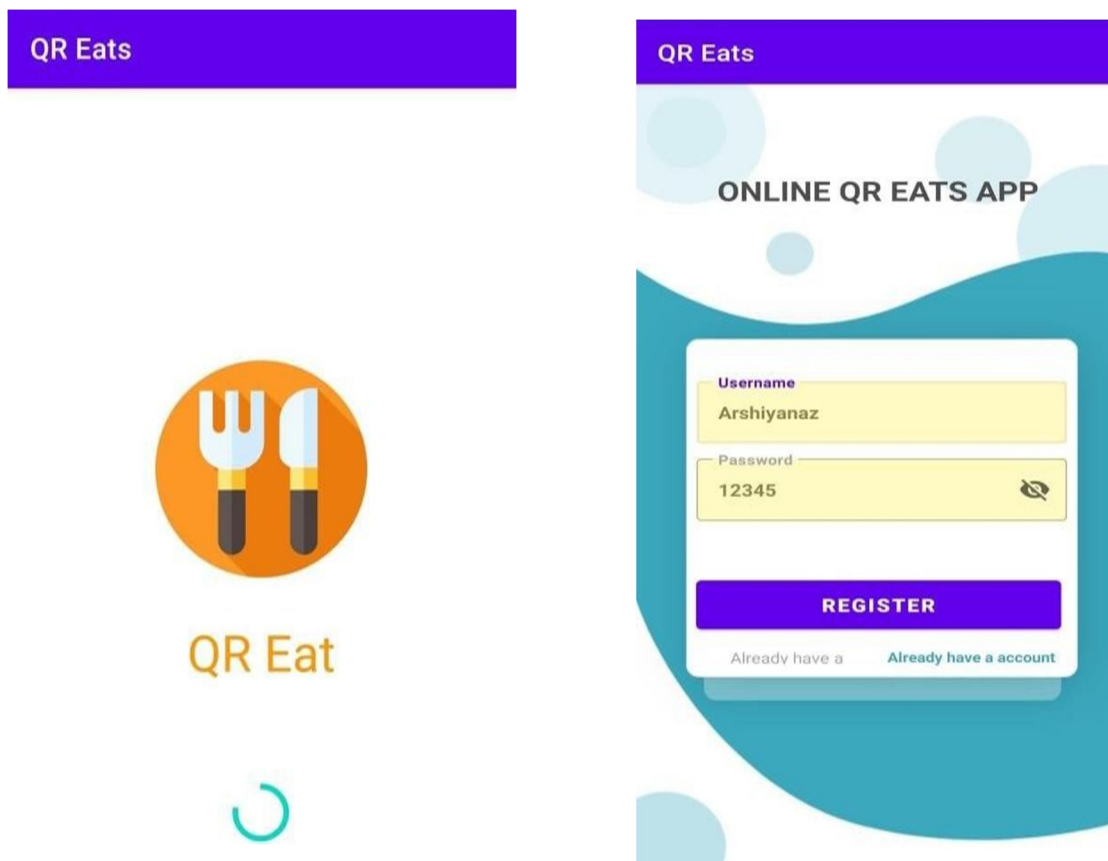 QR Eats
QR Eat
QR Eats
ONLINE QR EATS APP
Username
Arshiyanaz
Password
12345
REGISTER
Already have a
Already have a account